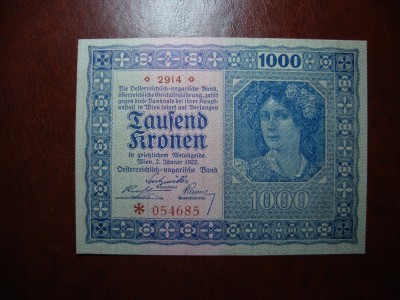 1000
2914
Die Oesterreichisch-ungarische Bank,
österreichische Geschäftsführung, zahlt
gegen diese Banknote bei ihrer Haupt-
anstalt in Wien sofort auf Verlangen
Tausend
Kronen
in gesetzlichem Metallgelde.
Wien, 2. Jänner 1922.
Oesterreichisch-ungarische Bank
* 054685
1000